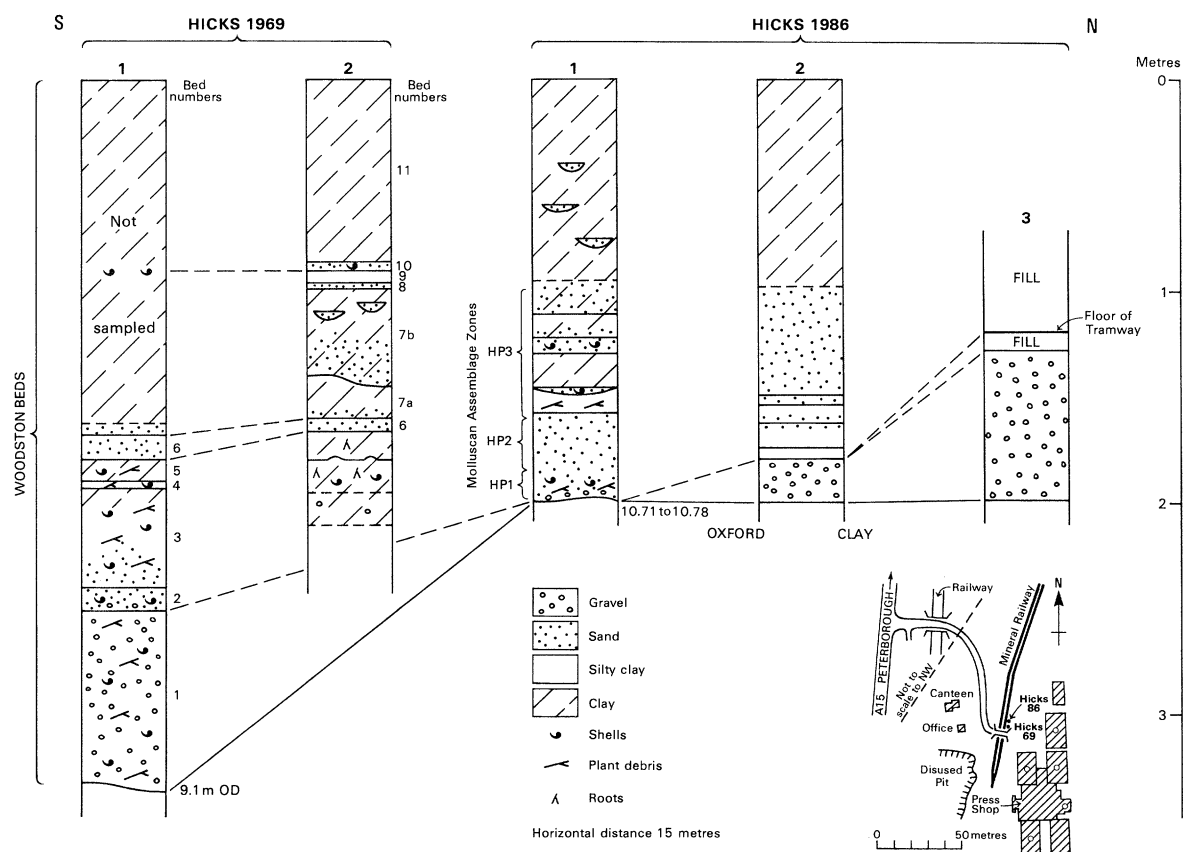 S
HICKS 1969
HICKS 1986
N
1
2
1
2
3
Metres
Bed
numbers
Bed
numbers
0
1
2
3
WOODSTON BEDS
Not
sampled
6
5
4
3
2
1
9.1m OD
11
10
9
8
7b
7a
6
Molluscan Assemblage Zones
HP3
HP2
HP1
10.71 to 10.78
OXFORD CLAY
FILL
Floor of
Tramway
FILL
Gravel
Sand
Silty clay
Clay
Shells
Plant debris
Roots
Horizontal distance 15 metres
A15 PETERBOROUGH
Railway
Mineral Railway
N
Not to
scale to NW
Canteen
Office
Hicks
86
Hicks
69
Disused
Pit
Press
Shop
0 50 metres